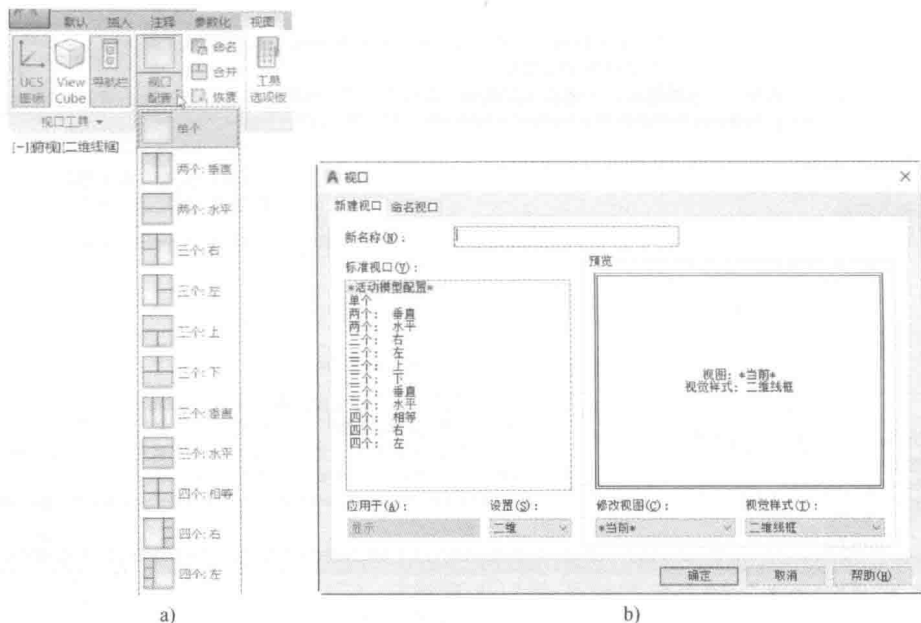 默认 插入 注释 参数化 视图
UCS 图标
View Cube
导航栏
视口 配置
命名
合并
恢复
工具 选项板
视口工具
[-][俯视][二维线框]
单个
两个: 垂直
两个: 水平
三个: 右
三个: 左
三个: 上
三个: 下
三个: 垂直
三个: 水平
四个: 相等
四个: 右
四个: 左
a)
视口
新建视口 命名视口
新名称(N):
标准视口(V):
*活动模型配置*
单个
两个: 垂直
两个: 水平
三个: 右
三个: 左
三个: 上
三个: 下
三个: 垂直
三个: 水平
四个: 相等
四个: 右
四个: 左
预览
视图: *当前*
视觉样式: 二维线框
应用于(A): 设置(S): 修改视图(C): 视觉样式(T):
显示 二维 *当前* 二维线框
确定 取消 帮助(H)
b)